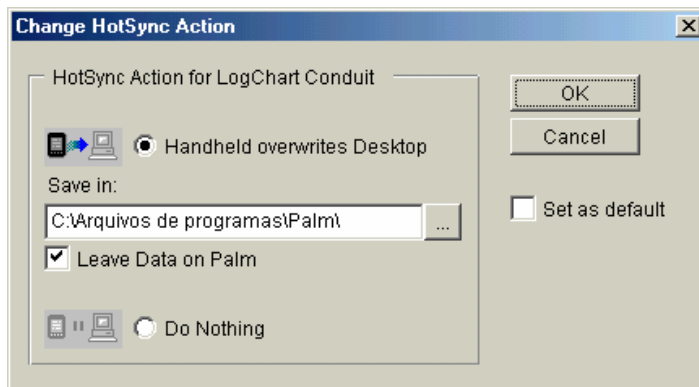 Change HotSync Action
HotSync Action for LogChart Conduit
Handheld overwrites Desktop
Save in:
C:\Arquivos de programas\Palm\
...
Leave Data on Palm
Do Nothing
OK
Cancel
Set as default